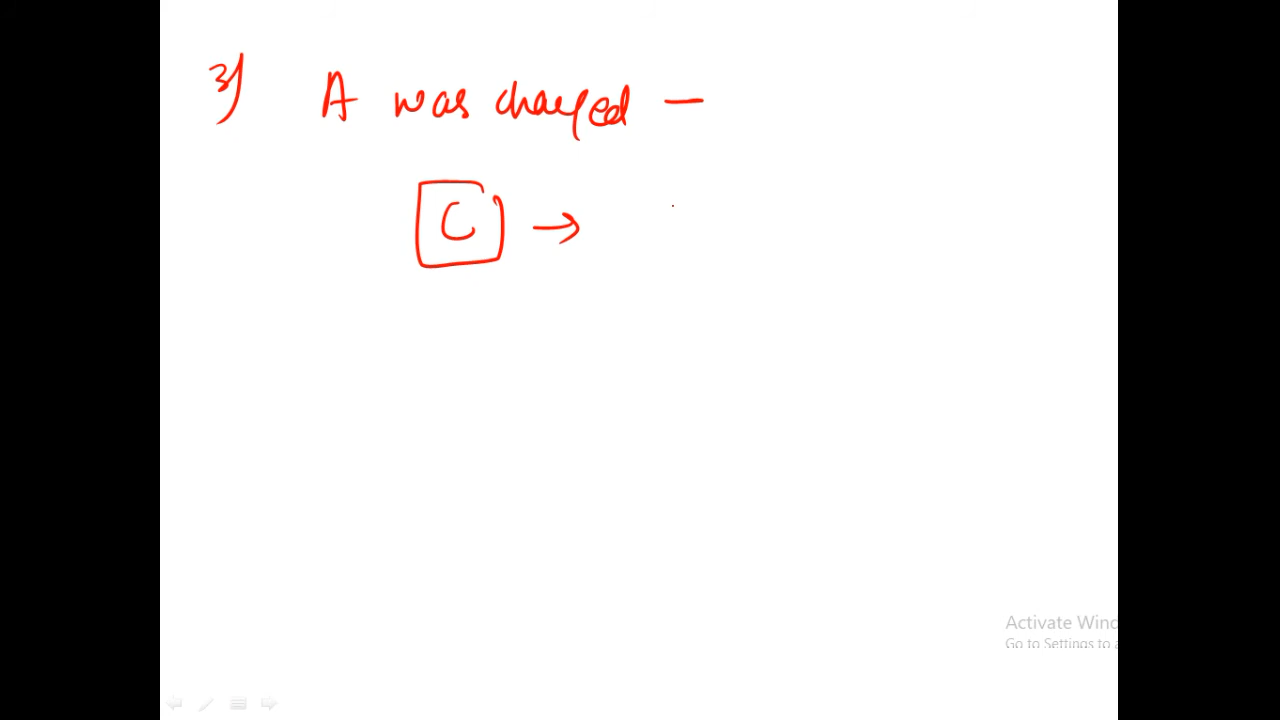 3) A was charged —
C →
Activate Wind
Go to Settings to a